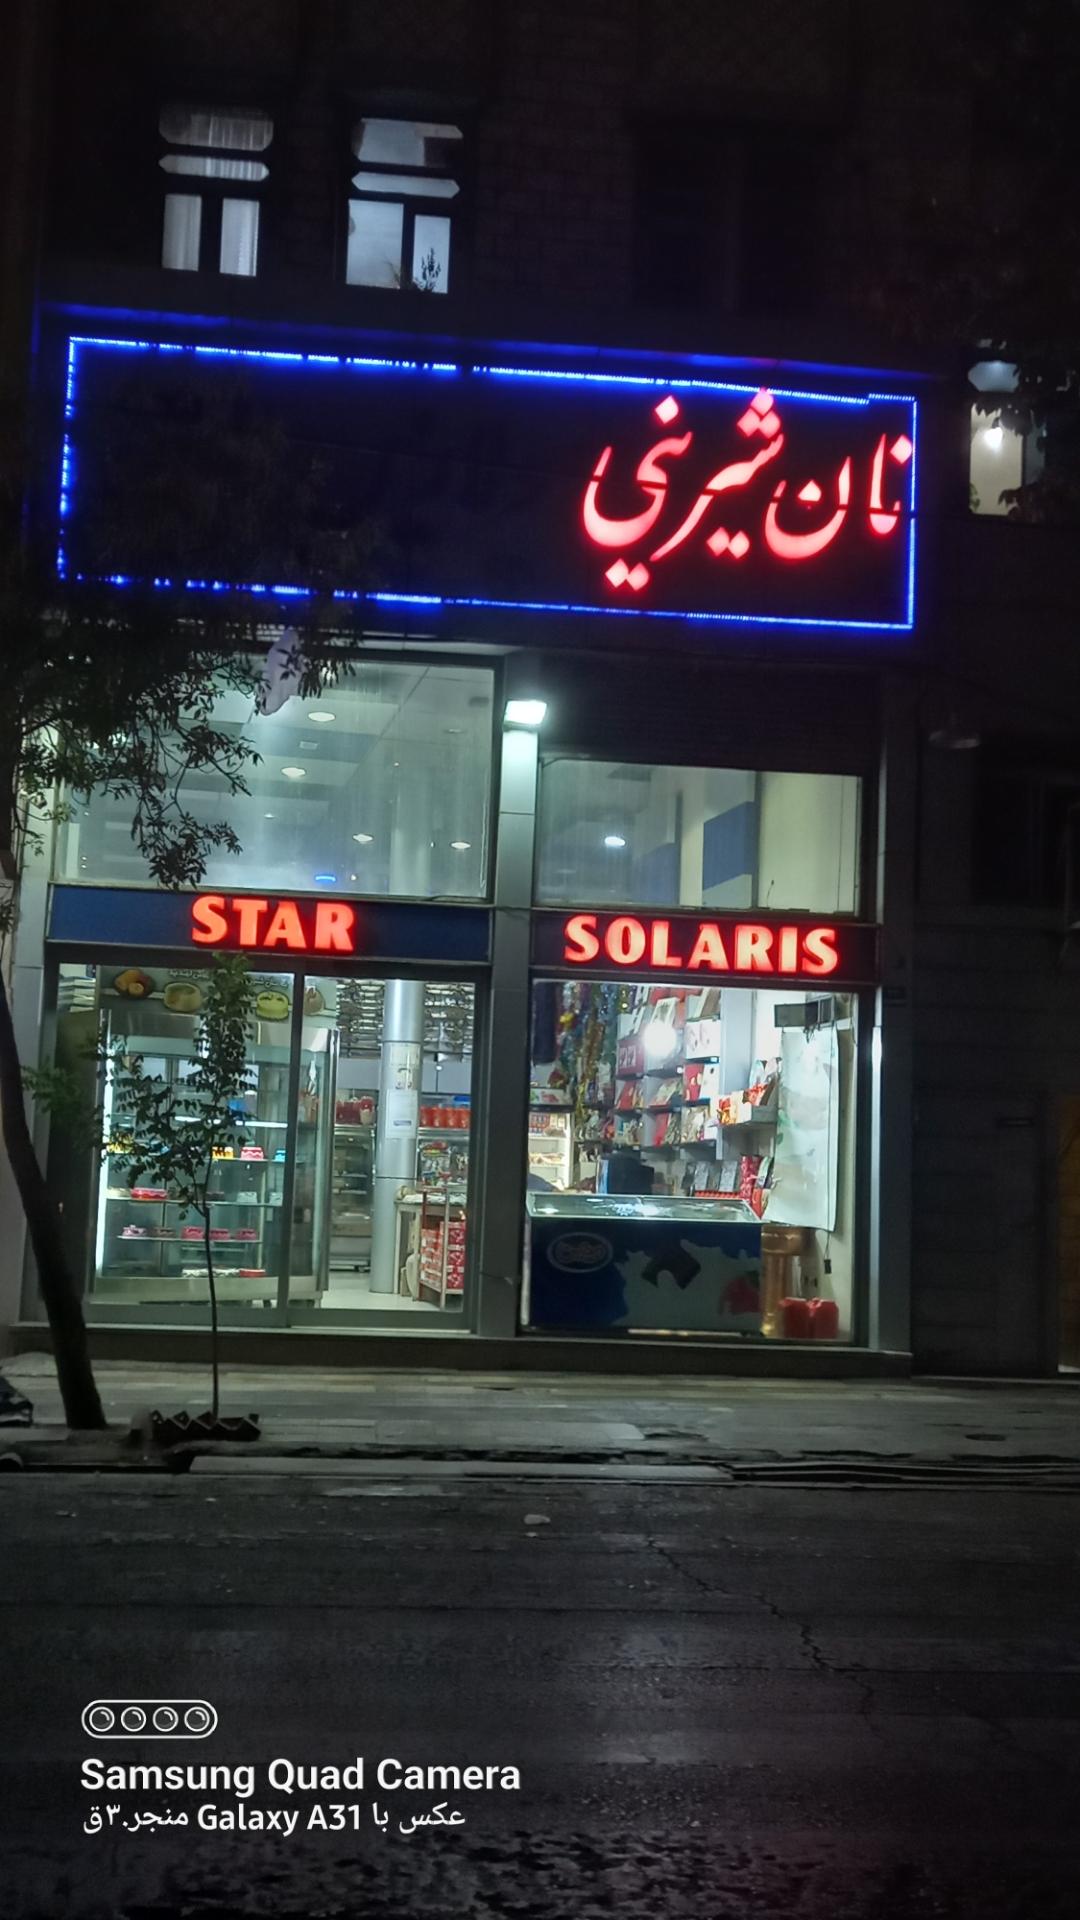 نان شیرینی
STAR
SOLARIS
Samsung Quad Camera
عکس با Galaxy A31 منجر.۳ق